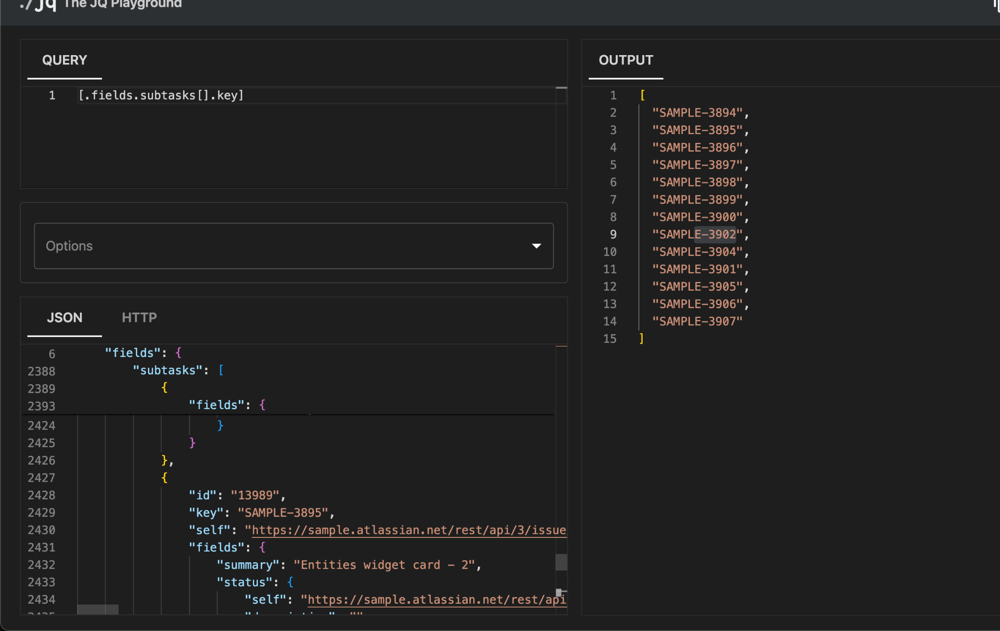 ./jq The JQ Playground
QUERY
1 [.fields.subtasks[].key]
Options
JSON HTTP
6 "fields": {
2388 "subtasks": [
2389 {
2393 "fields": {
2424 }
2425 }
2426 },
2427 {
2428 "id": "13989",
2429 "key": "SAMPLE-3895",
2430 "self": "https://sample.atlassian.net/rest/api/3/issue
2431 "fields": {
2432 "summary": "Entities widget card - 2",
2433 "status": {
2434 "self": "https://sample.atlassian.net/rest/api
OUTPUT
1 [
2 "SAMPLE-3894",
3 "SAMPLE-3895",
4 "SAMPLE-3896",
5 "SAMPLE-3897",
6 "SAMPLE-3898",
7 "SAMPLE-3899",
8 "SAMPLE-3900",
9 "SAMPLE-3902",
10 "SAMPLE-3904",
11 "SAMPLE-3901",
12 "SAMPLE-3905",
13 "SAMPLE-3906",
14 "SAMPLE-3907"
15 ]